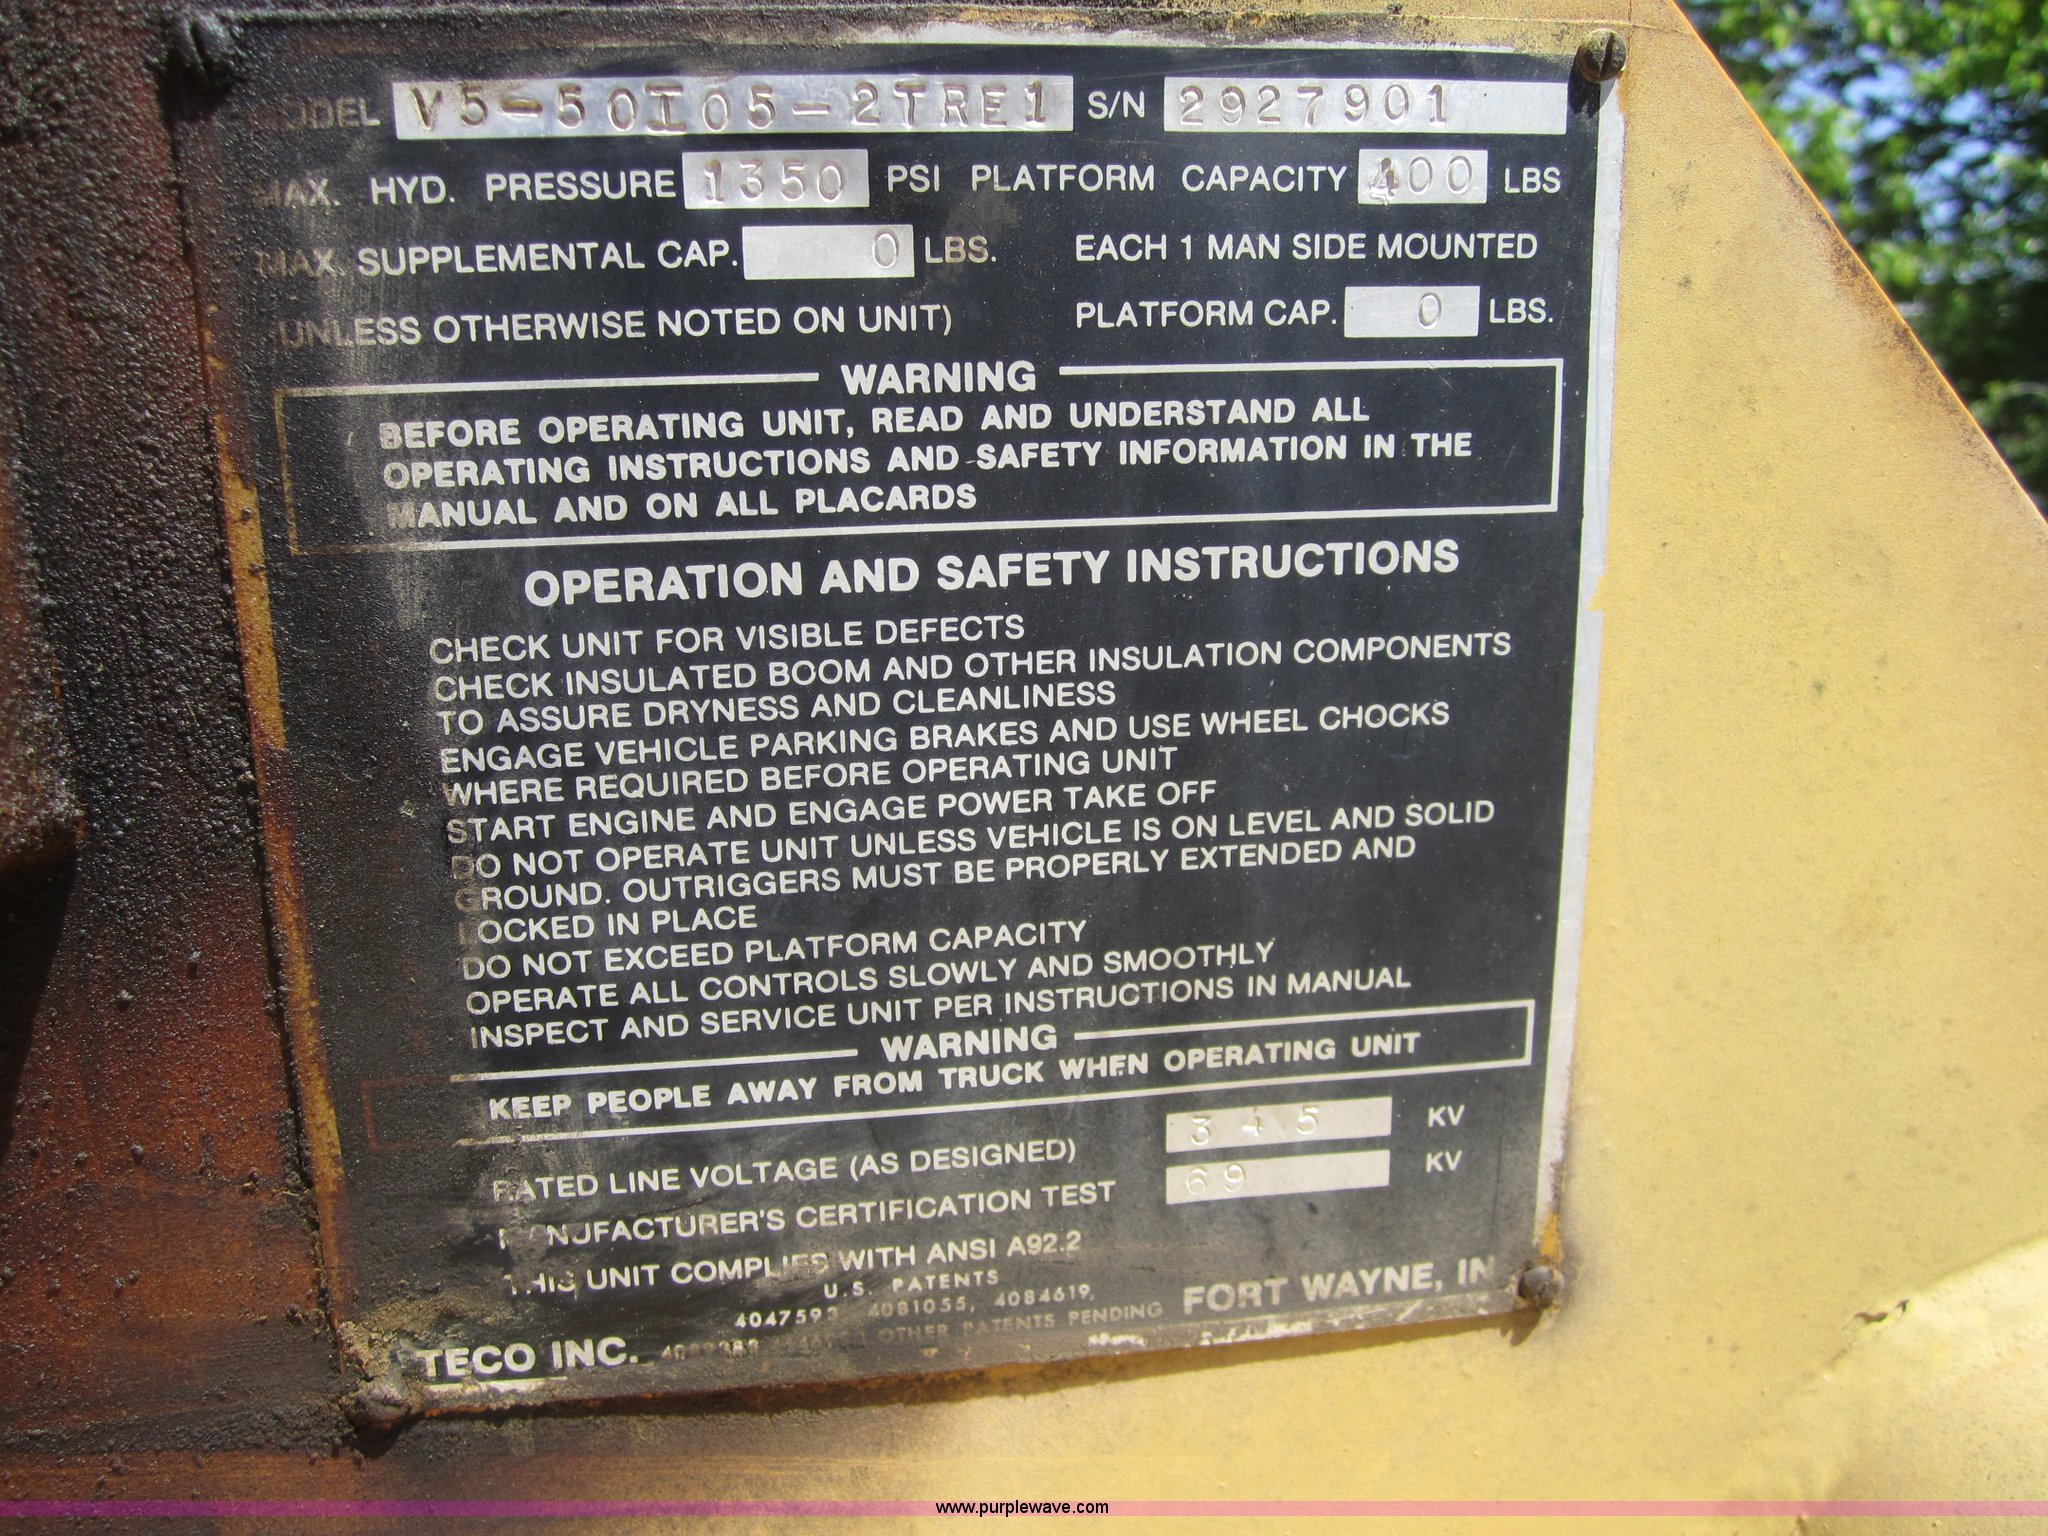 MODEL V5-50I05-2TRE1 S/N 2927901
MAX. HYD. PRESSURE 1350 PSI PLATFORM CAPACITY 400 LBS
MAX. SUPPLEMENTAL CAP. 0 LBS. EACH 1 MAN SIDE MOUNTED
(UNLESS OTHERWISE NOTED ON UNIT) PLATFORM CAP. 0 LBS.
WARNING
BEFORE OPERATING UNIT, READ AND UNDERSTAND ALL
OPERATING INSTRUCTIONS AND SAFETY INFORMATION IN THE
MANUAL AND ON ALL PLACARDS
OPERATION AND SAFETY INSTRUCTIONS
CHECK UNIT FOR VISIBLE DEFECTS
CHECK INSULATED BOOM AND OTHER INSULATION COMPONENTS
TO ASSURE DRYNESS AND CLEANLINESS
ENGAGE VEHICLE PARKING BRAKES AND USE WHEEL CHOCKS
WHERE REQUIRED BEFORE OPERATING UNIT
START ENGINE AND ENGAGE POWER TAKE OFF
DO NOT OPERATE UNIT UNLESS VEHICLE IS ON LEVEL AND SOLID
GROUND. OUTRIGGERS MUST BE PROPERLY EXTENDED AND
LOCKED IN PLACE
DO NOT EXCEED PLATFORM CAPACITY
OPERATE ALL CONTROLS SLOWLY AND SMOOTHLY
INSPECT AND SERVICE UNIT PER INSTRUCTIONS IN MANUAL
WARNING
KEEP PEOPLE AWAY FROM TRUCK WHEN OPERATING UNIT
RATED LINE VOLTAGE (AS DESIGNED) 345 KV
MANUFACTURER'S CERTIFICATION TEST 69 KV
THIS UNIT COMPLIES WITH ANSI A92.2
U.S. PATENTS
4047593 4081055, 4084619,
OTHER PATENTS PENDING
TECO INC. FORT WAYNE, IN
www.purplewave.com